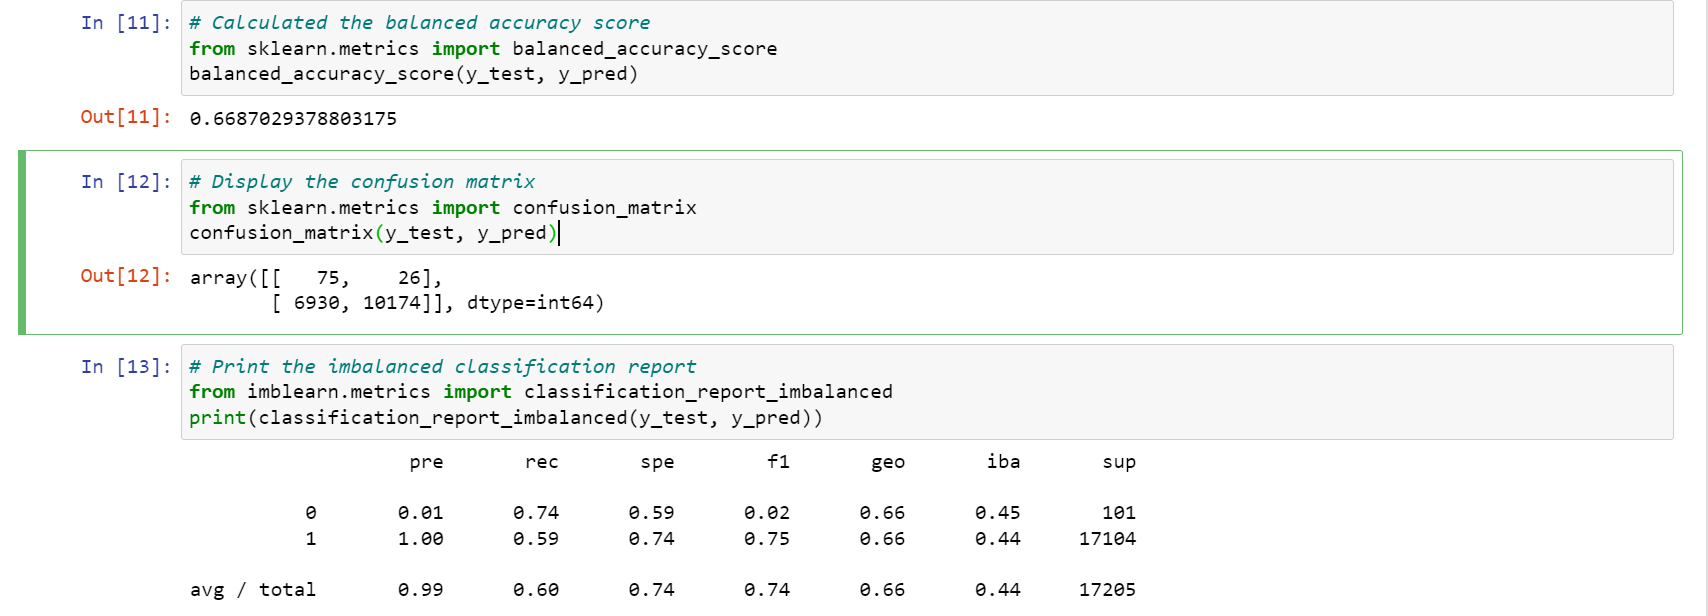 In [11]: # Calculated the balanced accuracy score
from sklearn.metrics import balanced_accuracy_score
balanced_accuracy_score(y_test, y_pred)
Out[11]: 0.6687029378803175
In [12]: # Display the confusion matrix
from sklearn.metrics import confusion_matrix
confusion_matrix(y_test, y_pred)
Out[12]: array([[   75,    26],
       [ 6930, 10174]], dtype=int64)
In [13]: # Print the imbalanced classification report
from imblearn.metrics import classification_report_imbalanced
print(classification_report_imbalanced(y_test, y_pred))
pre rec spe f1 geo iba sup
0 0.01 0.74 0.59 0.02 0.66 0.45 101
1 1.00 0.59 0.74 0.75 0.66 0.44 17104
avg / total 0.99 0.60 0.74 0.74 0.66 0.44 17205